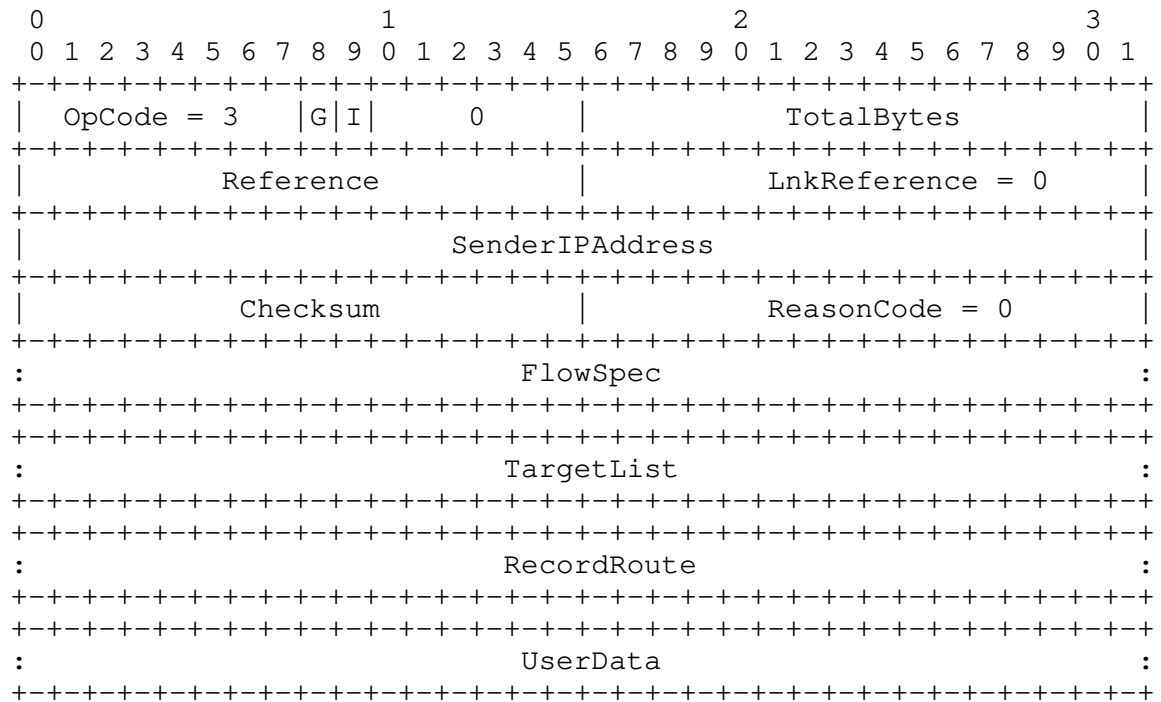 0                   1                   2                   3
 0 1 2 3 4 5 6 7 8 9 0 1 2 3 4 5 6 7 8 9 0 1 2 3 4 5 6 7 8 9 0 1
+-+-+-+-+-+-+-+-+-+-+-+-+-+-+-+-+-+-+-+-+-+-+-+-+-+-+-+-+-+-+-+-+
|  OpCode = 3   |G|I|     0     |           TotalBytes          |
+-+-+-+-+-+-+-+-+-+-+-+-+-+-+-+-+-+-+-+-+-+-+-+-+-+-+-+-+-+-+-+-+
|           Reference           |          LnkReference = 0     |
+-+-+-+-+-+-+-+-+-+-+-+-+-+-+-+-+-+-+-+-+-+-+-+-+-+-+-+-+-+-+-+-+
|                        SenderIPAddress                        |
+-+-+-+-+-+-+-+-+-+-+-+-+-+-+-+-+-+-+-+-+-+-+-+-+-+-+-+-+-+-+-+-+
|            Checksum           |          ReasonCode = 0       |
+-+-+-+-+-+-+-+-+-+-+-+-+-+-+-+-+-+-+-+-+-+-+-+-+-+-+-+-+-+-+-+-+
:                            FlowSpec                           :
+-+-+-+-+-+-+-+-+-+-+-+-+-+-+-+-+-+-+-+-+-+-+-+-+-+-+-+-+-+-+-+-+
+-+-+-+-+-+-+-+-+-+-+-+-+-+-+-+-+-+-+-+-+-+-+-+-+-+-+-+-+-+-+-+-+
:                           TargetList                          :
+-+-+-+-+-+-+-+-+-+-+-+-+-+-+-+-+-+-+-+-+-+-+-+-+-+-+-+-+-+-+-+-+
+-+-+-+-+-+-+-+-+-+-+-+-+-+-+-+-+-+-+-+-+-+-+-+-+-+-+-+-+-+-+-+-+
:                           RecordRoute                         :
+-+-+-+-+-+-+-+-+-+-+-+-+-+-+-+-+-+-+-+-+-+-+-+-+-+-+-+-+-+-+-+-+
+-+-+-+-+-+-+-+-+-+-+-+-+-+-+-+-+-+-+-+-+-+-+-+-+-+-+-+-+-+-+-+-+
:                            UserData                           :
+-+-+-+-+-+-+-+-+-+-+-+-+-+-+-+-+-+-+-+-+-+-+-+-+-+-+-+-+-+-+-+-+